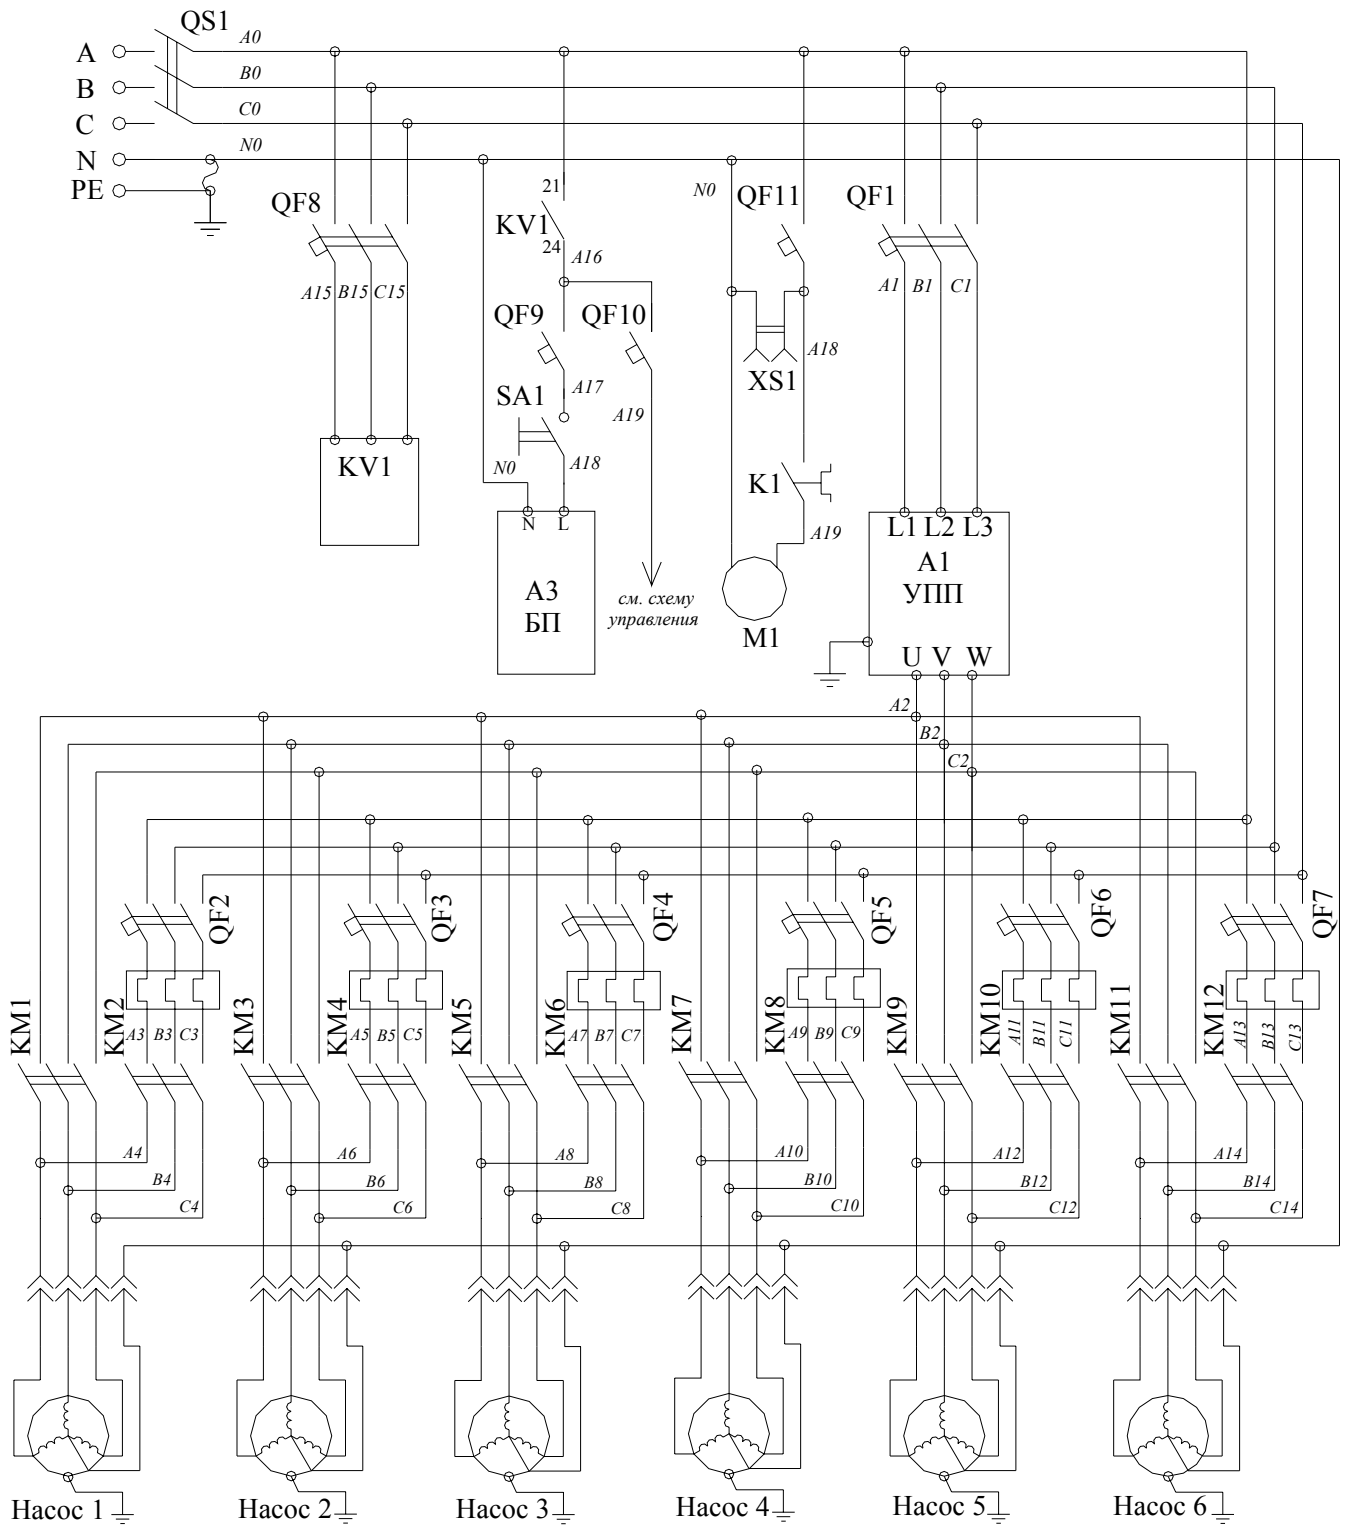 QS1
A
A0
B
B0
C
C0
N
N0
PE
QF8
A15
B15
C15
KV1
21
KV1
24
A16
QF9
QF10
A17
SA1
A19
A18
N0
N
L
A3
БП
см. схему
управления
N0
QF11
A18
XS1
K1
A19
M1
QF1
A1
B1
C1
L1 L2 L3
A1
УПП
U V W
A2
B2
C2
QF2
QF3
QF4
QF5
QF6
QF7
KM1
KM2
KM3
KM4
KM5
KM6
KM7
KM8
KM9
KM10
KM11
KM12
A3
B3
C3
A5
B5
C5
A7
B7
C7
A9
B9
C9
A11
B11
C11
A13
B13
C13
A4
B4
C4
A6
B6
C6
A8
B8
C8
A10
B10
C10
A12
B12
C12
A14
B14
C14
Насос 1
Насос 2
Насос 3
Насос 4
Насос 5
Насос 6